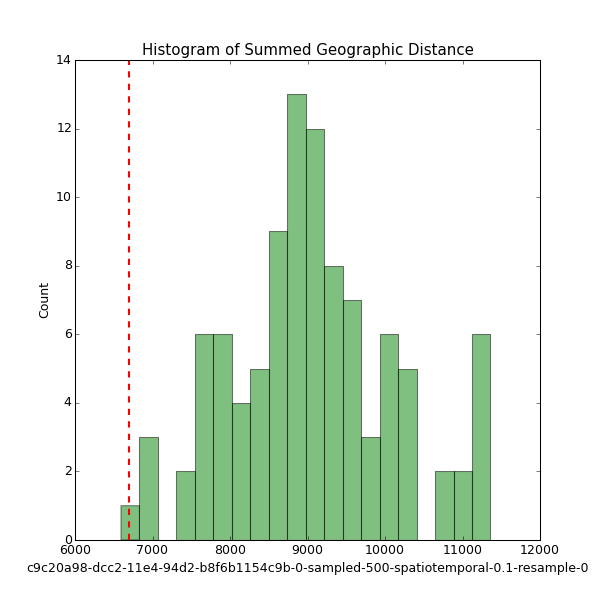 Histogram of Summed Geographic Distance
14
12
10
8
6
4
2
0
Count
6000 7000 8000 9000 10000 11000 12000
c9c20a98-dcc2-11e4-94d2-b8f6b1154c9b-0-sampled-500-spatiotemporal-0.1-resample-0